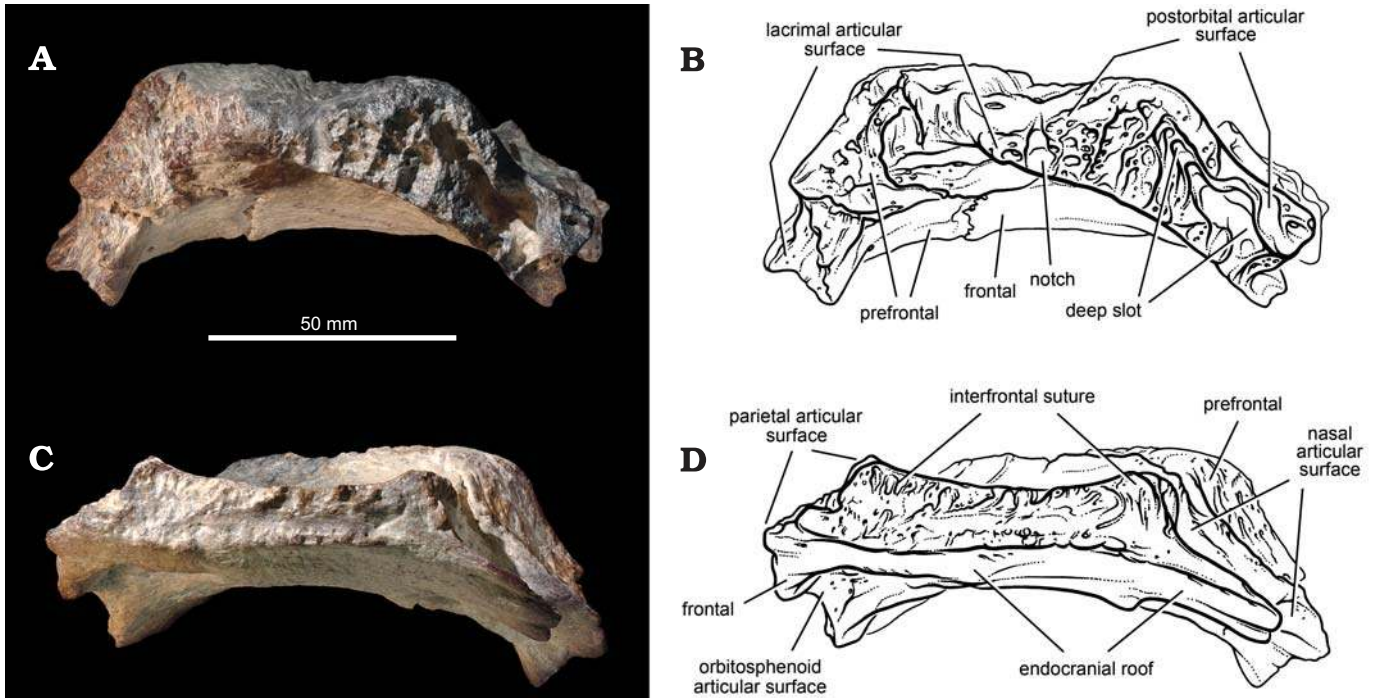 A
50 mm
B
lacrimal articular
surface
postorbital articular
surface
prefrontal
frontal
notch
deep slot
C
D
parietal articular
surface
interfrontal suture
prefrontal
nasal
articular
surface
frontal
orbitosphenoid
articular surface
endocranial roof